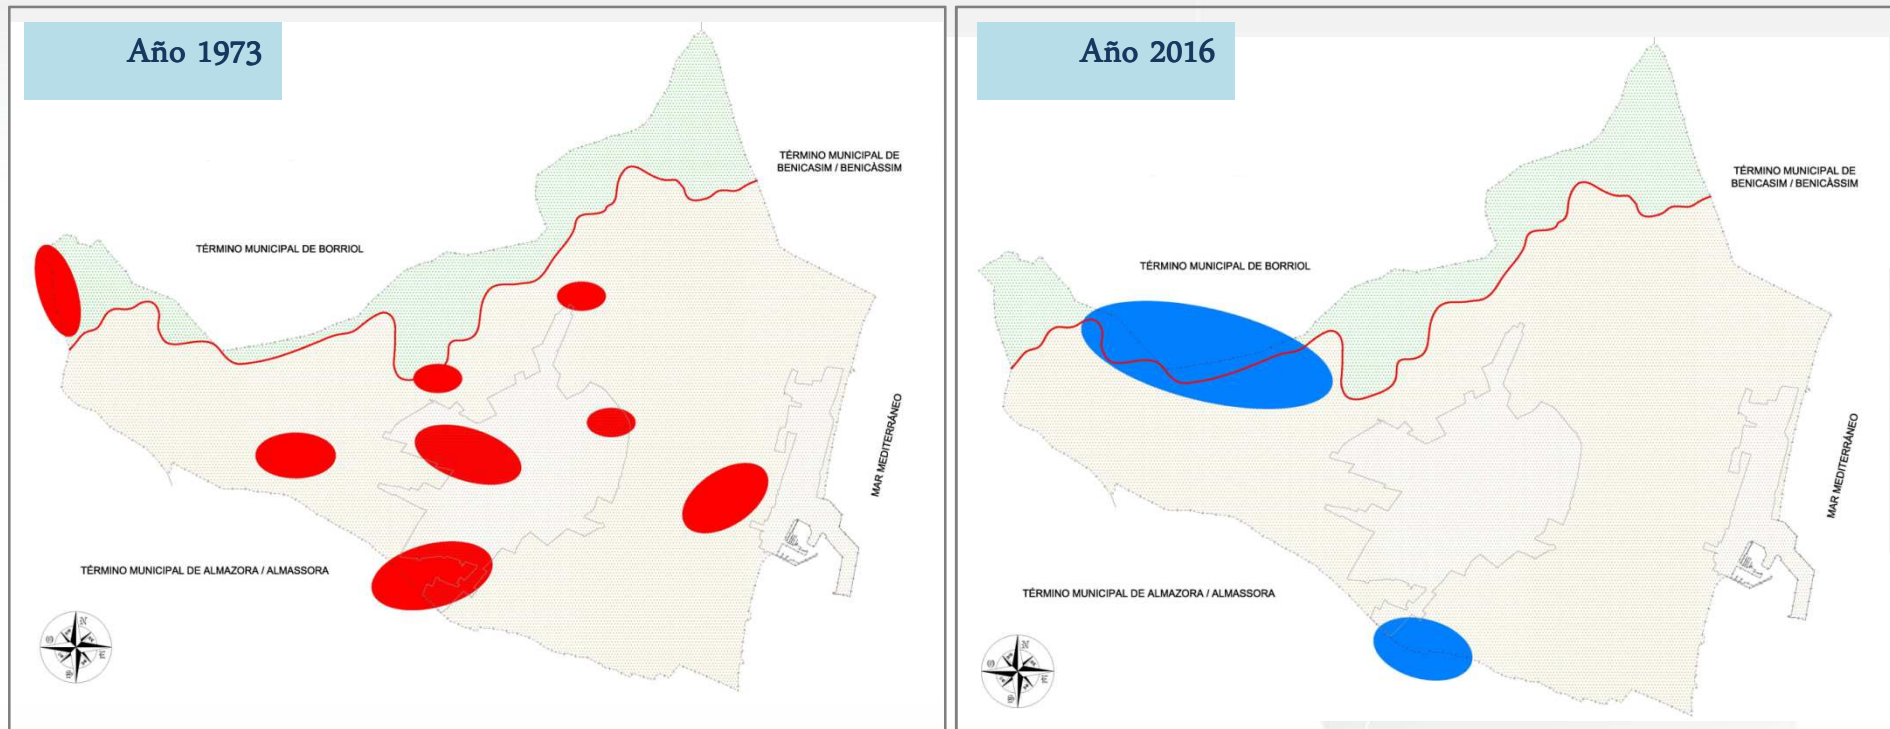 Año 1973
TÉRMINO MUNICIPAL DE
BENICASIM / BENICÀSSIM
TÉRMINO MUNICIPAL DE BORRIOL
MAR MEDITERRÁNEO
TÉRMINO MUNICIPAL DE ALMAZORA / ALMASSORA
N
Año 2016
TÉRMINO MUNICIPAL DE
BENICASIM / BENICÀSSIM
TÉRMINO MUNICIPAL DE BORRIOL
MAR MEDITERRÁNEO
TÉRMINO MUNICIPAL DE ALMAZORA / ALMASSORA
N